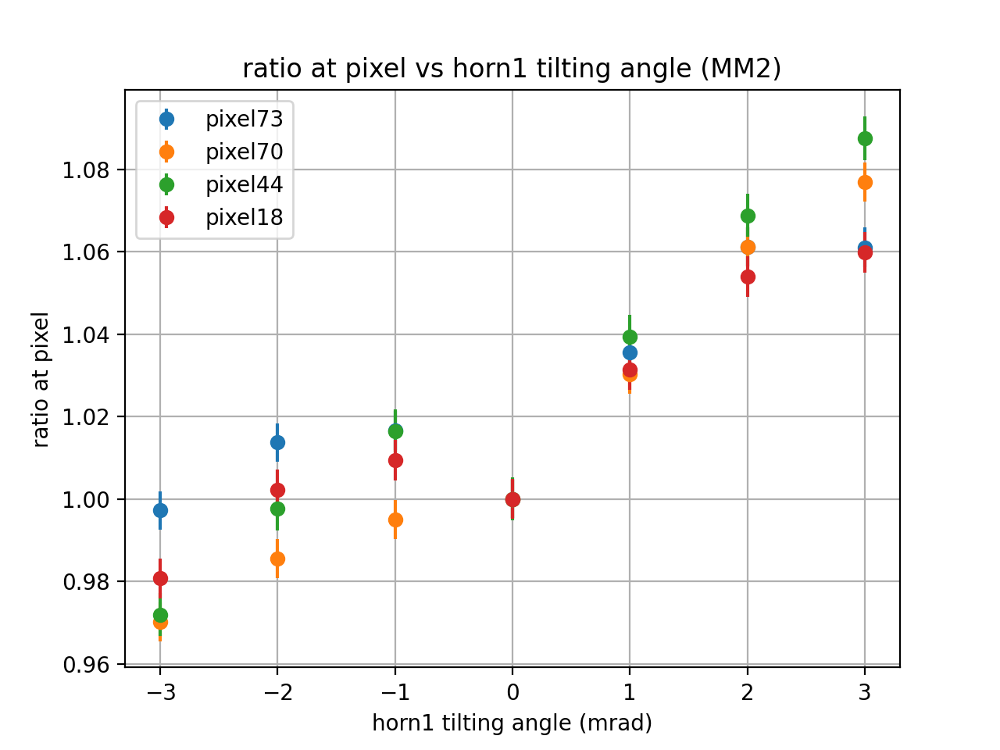 ratio at pixel vs horn1 tilting angle (MM2)
pixel73
pixel70
pixel44
pixel18
1.08
1.06
1.04
1.02
1.00
0.98
0.96
ratio at pixel
−3 −2 −1 0 1 2 3
horn1 tilting angle (mrad)